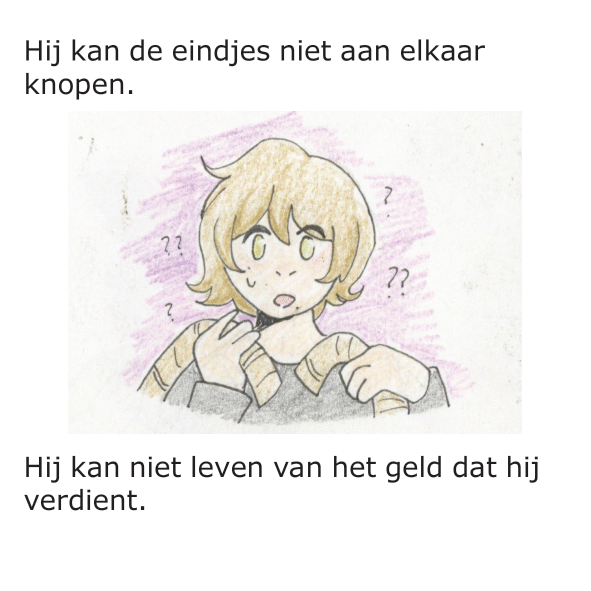 Hij kan de eindjes niet aan elkaar
knopen.
?
??
??
?
Hij kan niet leven van het geld dat hij
verdient.